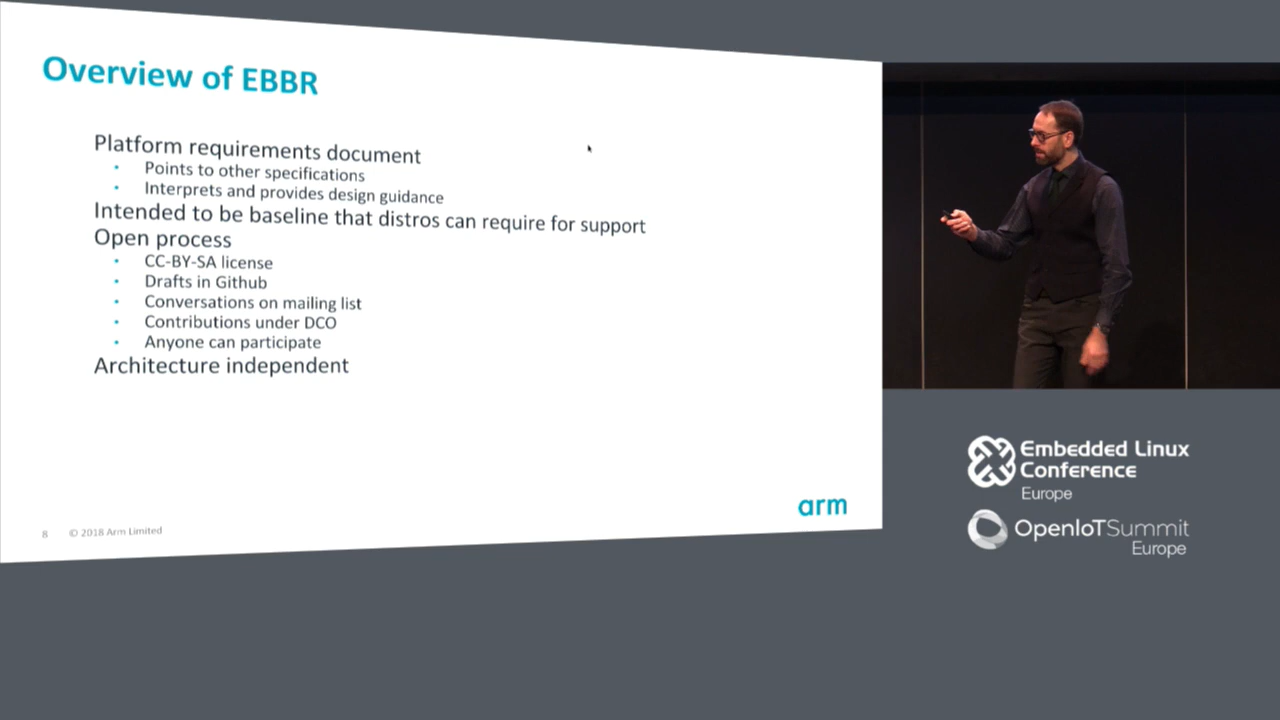 Overview of EBBR
Platform requirements document
Points to other specifications
Interprets and provides design guidance
Intended to be baseline that distros can require for support
Open process
CC-BY-SA license
Drafts in Github
Conversations on mailing list
Contributions under DCO
Anyone can participate
Architecture independent
arm
8 © 2018 Arm Limited
Embedded Linux
Conference
Europe
OpenIoTSummit
Europe